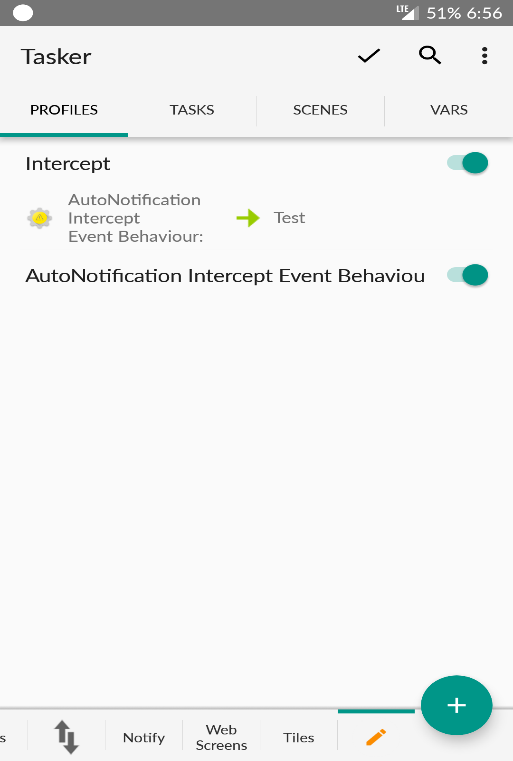 LTE 51% 6:56
Tasker
PROFILES TASKS SCENES VARS
Intercept
AutoNotification
Intercept
Event Behaviour:
Test
AutoNotification Intercept Event Behaviou
s Notify Web
Screens Tiles